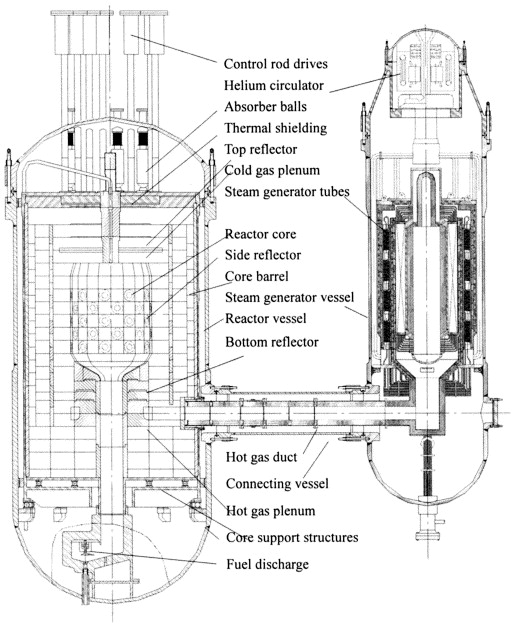 Control rod drives
Helium circulator
Absorber balls
Thermal shielding
Top reflector
Cold gas plenum
Steam generator tubes
Reactor core
Side reflector
Core barrel
Steam generator vessel
Reactor vessel
Bottom reflector
Hot gas duct
Connecting vessel
Hot gas plenum
Core support structures
Fuel discharge